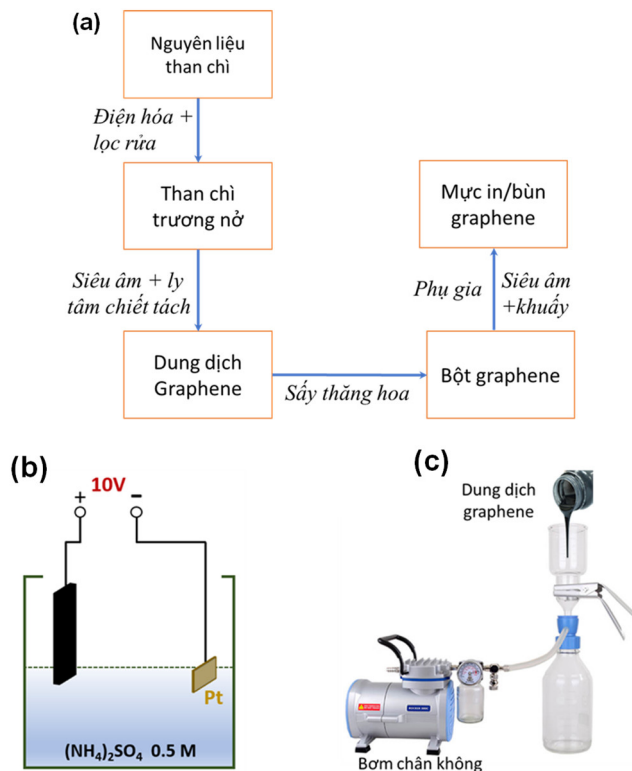 (a)
Nguyên liệu
than chì
Điện hóa +
lọc rửa
Than chì
trương nở
Siêu âm + ly
tâm chiết tách
Dung dịch
Graphene
Sấy thăng hoa
Bột graphene
Phụ gia
Siêu âm
+khuấy
Mực in/bùn
graphene
(b)
10V
+
-
Pt
(NH₄)₂SO₄ 0.5 M
(c)
Dung dịch
graphene
Bơm chân không